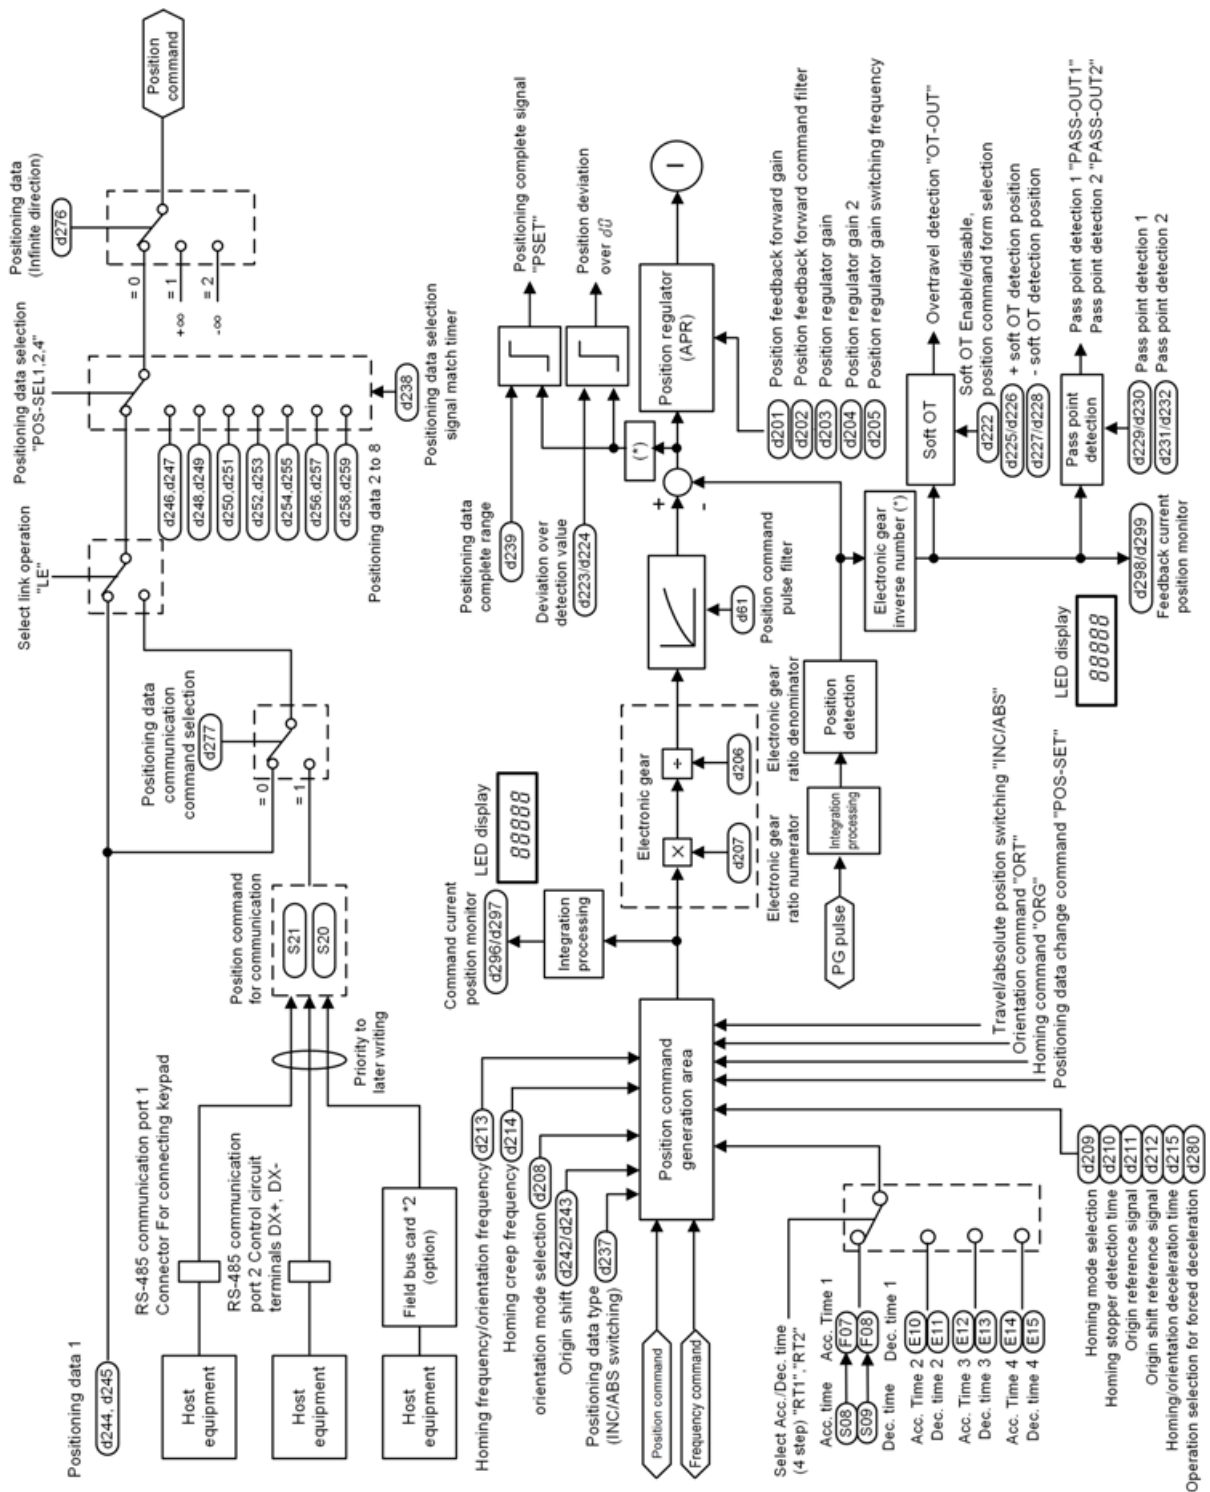 Positioning data 1
d244, d245
Host
equipment
Host
equipment
Host
equipment
RS-485 communication port 1
Connector For connecting keypad
RS-485 communication
port 2 Control circuit
terminals DX+, DX-
Field bus card *2
(option)
Priority to
later writing
Position command
for communication
S21
S20
Positioning data
communication
command selection
d277
= 0
= 1
Select link operation
"LE"
Positioning data selection
"POS-SEL1,2,4"
d246,d247
d248,d249
d250,d251
d252,d253
d254,d255
d256,d257
d258,d259
Positioning data 2 to 8
d238
Positioning data selection
signal match timer
Positioning data
(Infinite direction)
d276
= 0
= 1
= 2
+∞
-∞
Position
command
Homing frequency/orientation frequency
d213
Homing creep frequency
d214
orientation mode selection
d208
Origin shift
d242/d243
Positioning data type
(INC/ABS switching)
d237
Position command
Frequency command
Position command
generation area
Command current
position monitor
d296/d297
LED display
88888
Integration
processing
Electronic gear
×
÷
d207
d206
Electronic gear
ratio numerator
Electronic gear
ratio denominator
d61
Position command
pulse filter
+
-
Positioning data
complete range
d239
Deviation over
detection value
d223/d224
(*)
Positioning complete signal
"PSET"
Position deviation
over dU
Position regulator
(APR)
I
d201 Position feedback forward gain
d202 Position feedback forward command filter
d203 Position regulator gain
d204 Position regulator gain 2
d205 Position regulator gain switching frequency
PG pulse
Integration
processing
Position
detection
Electronic gear
inverse number (*)
Soft OT
Overtravel detection "OT-OUT"
Soft OT Enable/disable,
d222 position command form selection
d225/d226 + soft OT detection position
d227/d228 - soft OT detection position
Pass point
detection
Pass point detection 1 "PASS-OUT1"
Pass point detection 2 "PASS-OUT2"
d229/d230 Pass point detection 1
d231/d232 Pass point detection 2
LED display
88888
d298/d299
Feedback current
position monitor
Travel/absolute position switching "INC/ABS"
Orientation command "ORT"
Homing command "ORG"
Positioning data change command "POS-SET"
Select Acc./Dec. time
(4 step) "RT1","RT2"
Acc. time Acc. Time 1
S08 F07
S09 F08
Dec. time Dec. time 1
Acc. Time 2 E10
Dec. time 2 E11
Acc. Time 3 E12
Dec. time 3 E13
Acc. Time 4 E14
Dec. time 4 E15
Homing mode selection d209
Homing stopper detection time d210
Origin reference signal d211
Origin shift reference signal d212
Homing/orientation deceleration time d215
Operation selection for forced deceleration d280